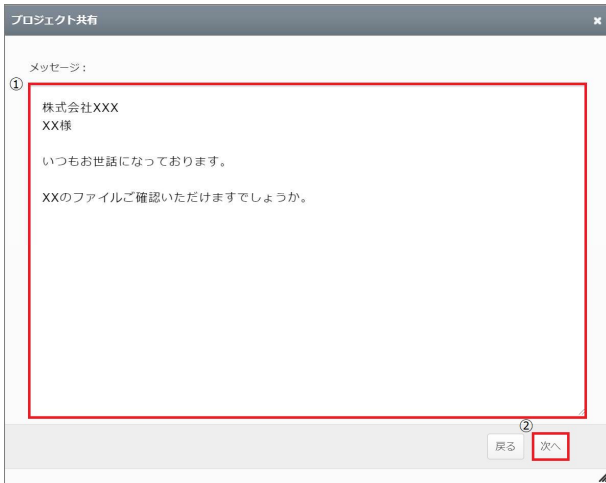 プロジェクト共有
×
メッセージ：
①
株式会社XXX
XX様
いつもお世話になっております。
XXのファイルご確認いただけますでしょうか。
②
戻る 次へ